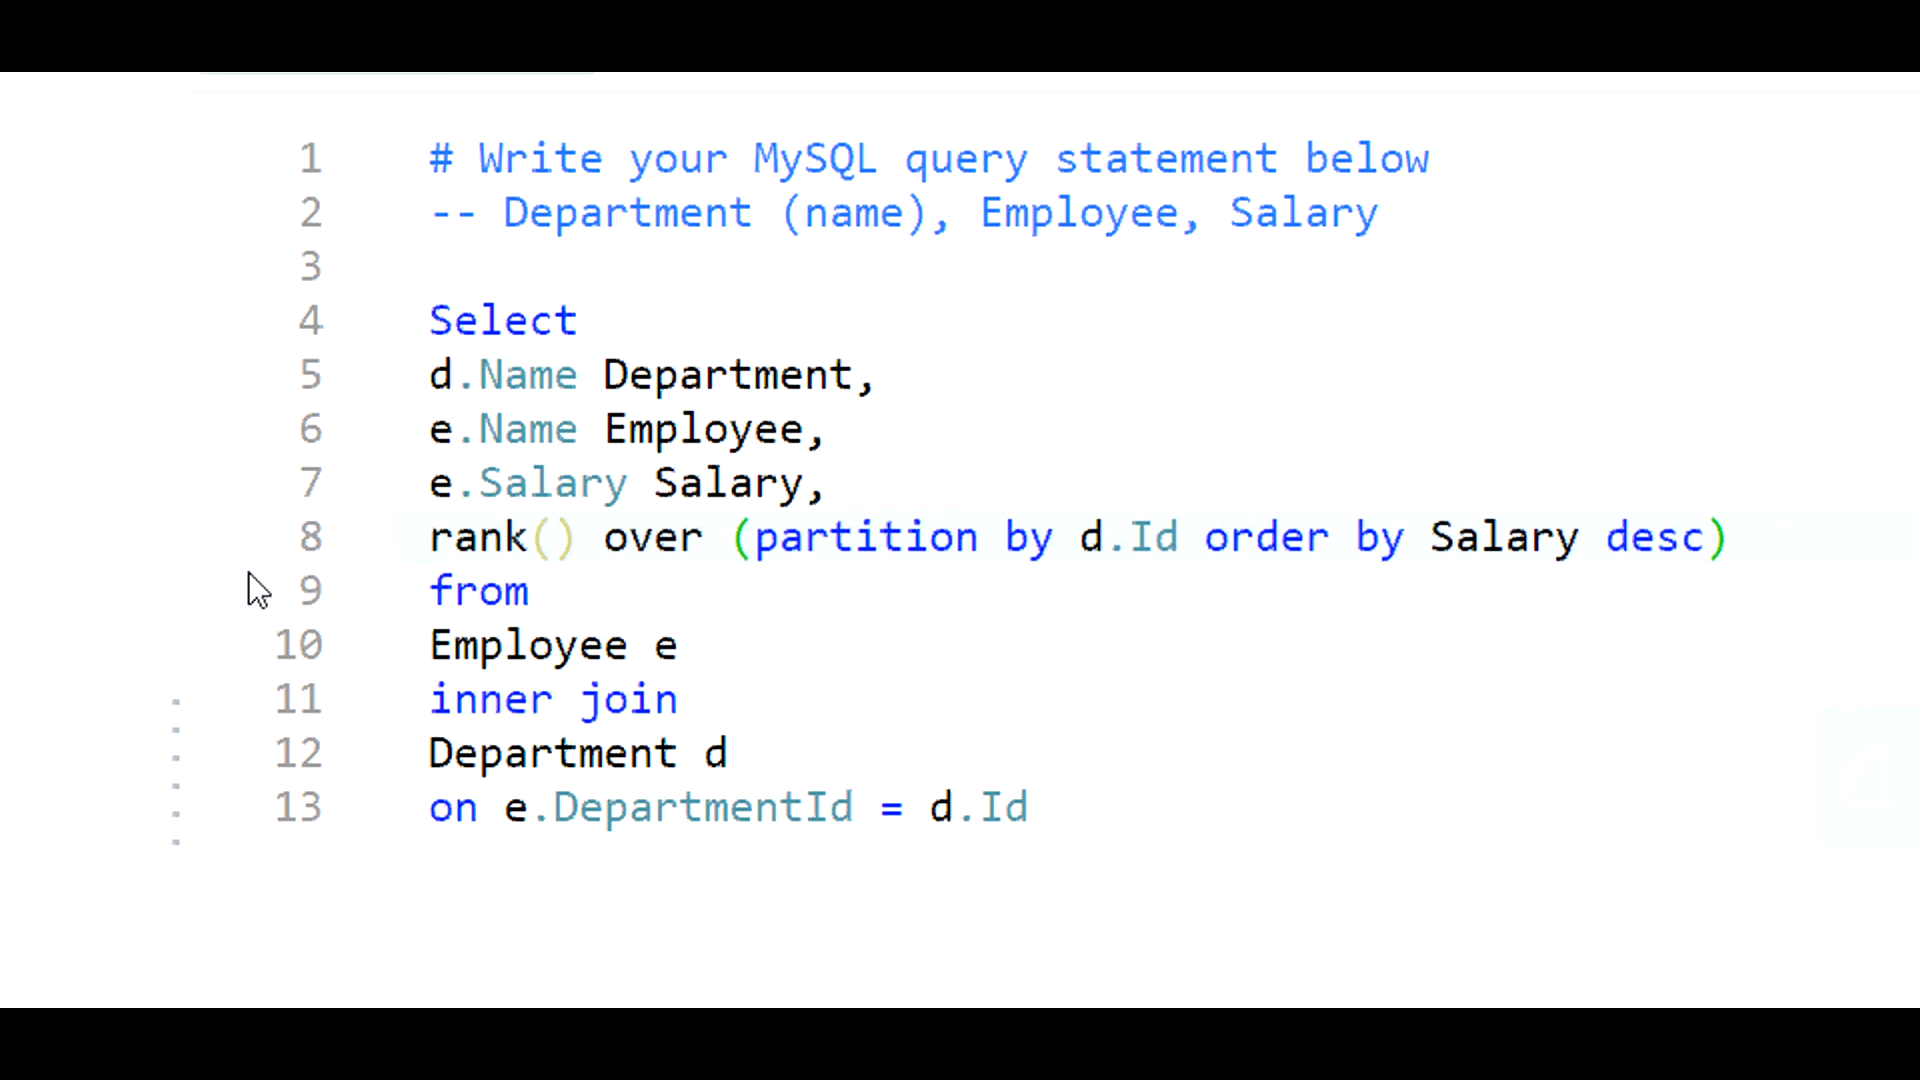 1 # Write your MySQL query statement below
2 -- Department (name), Employee, Salary
3
4 Select
5 d.Name Department,
6 e.Name Employee,
7 e.Salary Salary,
8 rank() over (partition by d.Id order by Salary desc)
9 from
10 Employee e
11 inner join
12 Department d
13 on e.DepartmentId = d.Id